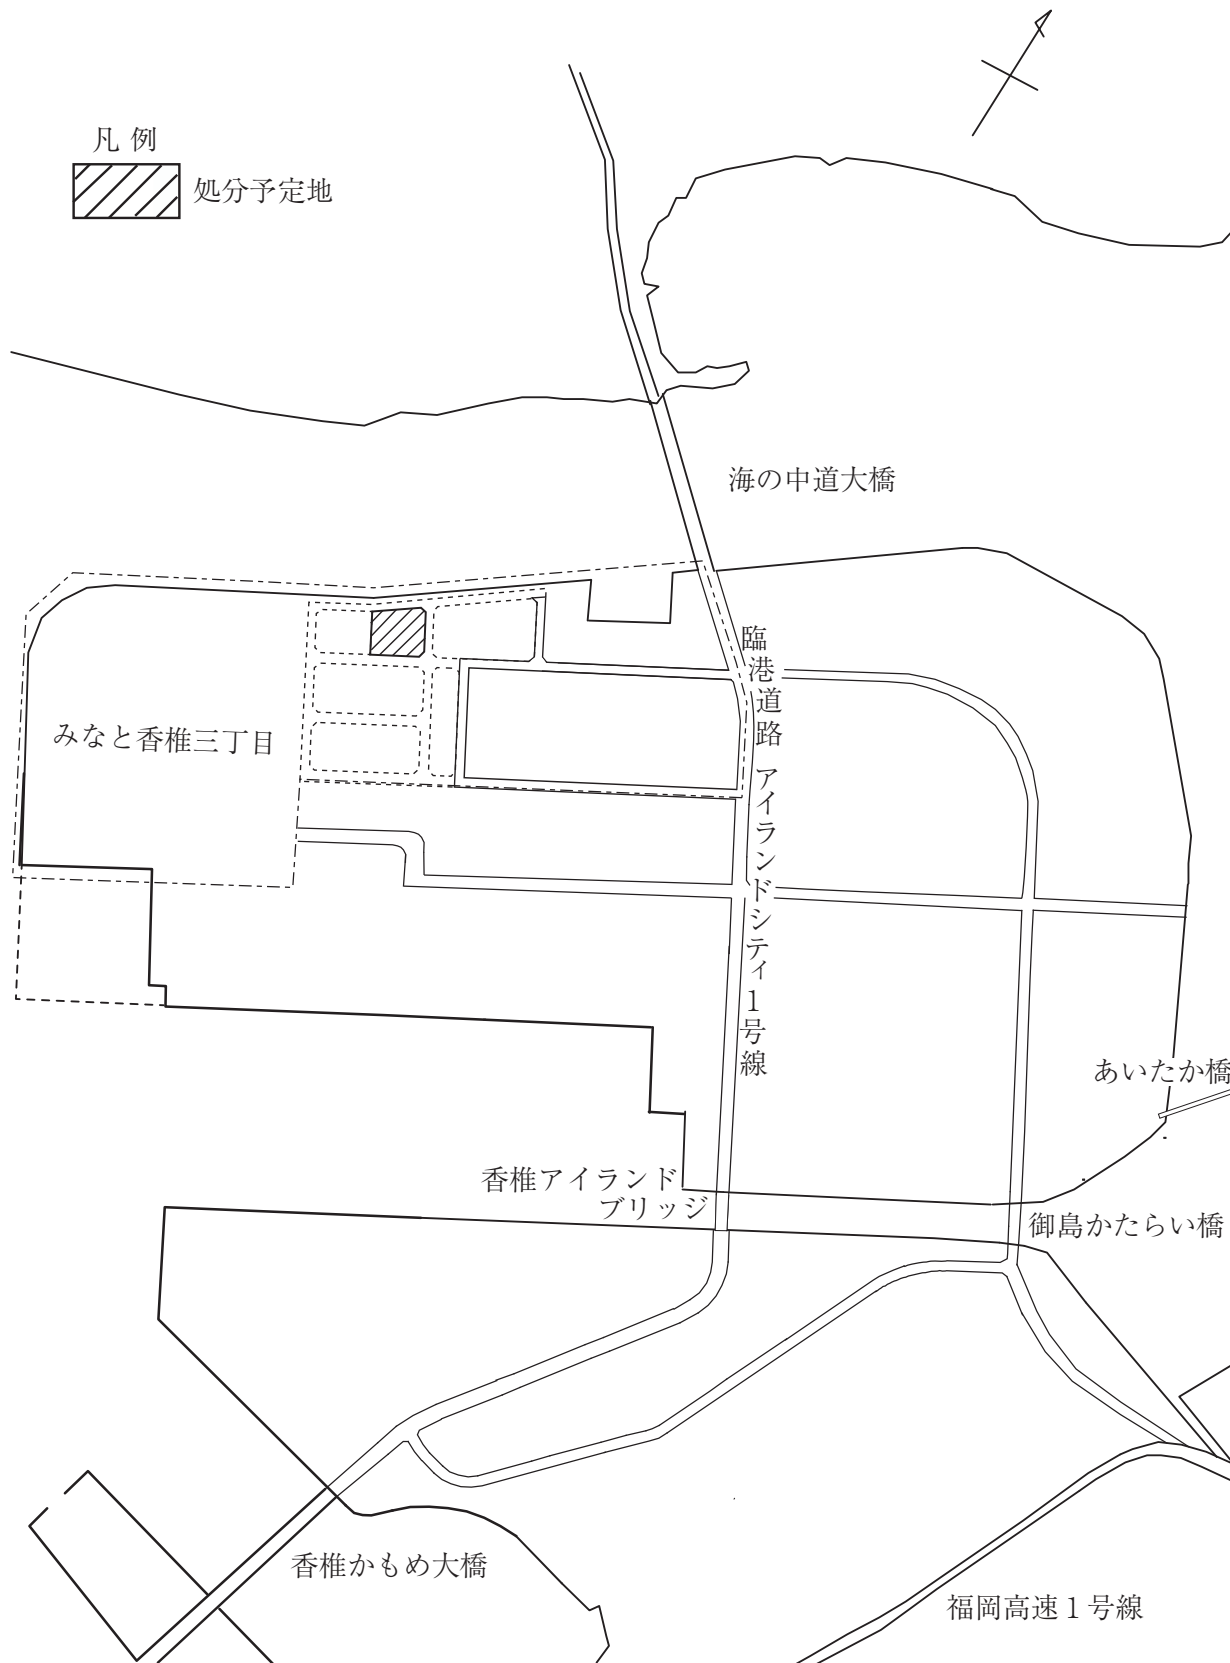 凡 例
処分予定地
海の中道大橋
臨港道路 アイランドシティ1号線
みなと香椎三丁目
あいたか橋
香椎アイランド
ブリッジ
御島かたらい橋
香椎かもめ大橋
福岡高速1号線